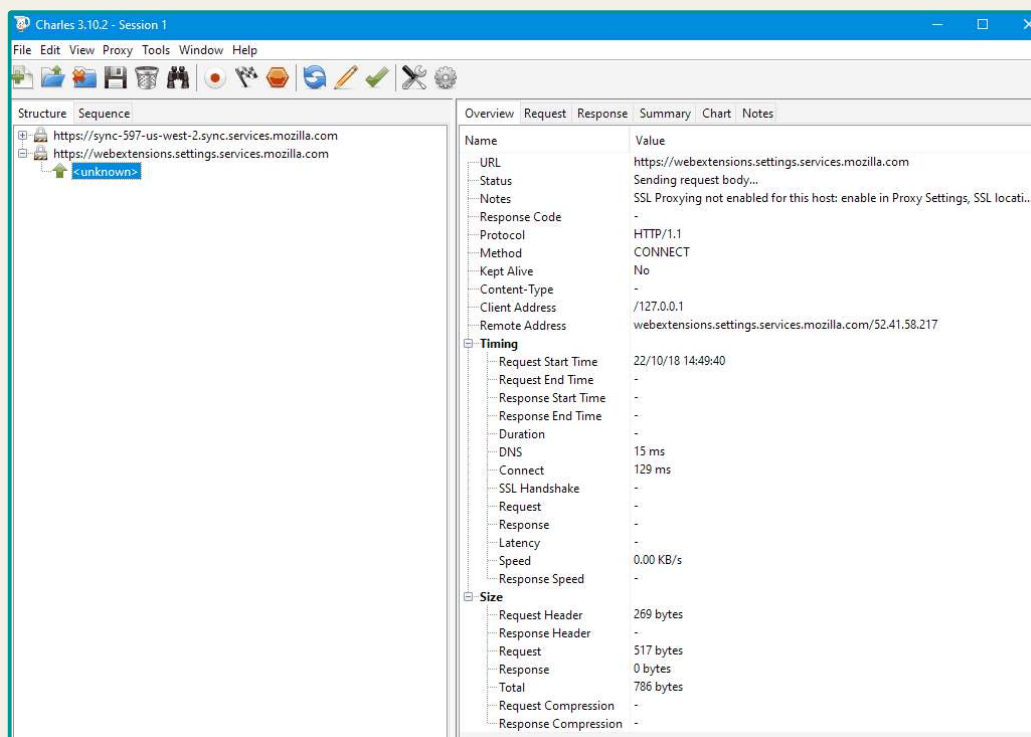 Charles 3.10.2 - Session 1
File Edit View Proxy Tools Window Help
Structure Sequence
https://sync-597-us-west-2.sync.services.mozilla.com
https://webextensions.settings.services.mozilla.com
<unknown>
Overview Request Response Summary Chart Notes
Name Value
URL https://webextensions.settings.services.mozilla.com
Status Sending request body...
Notes SSL Proxying not enabled for this host: enable in Proxy Settings, SSL locati...
Response Code -
Protocol HTTP/1.1
Method CONNECT
Kept Alive No
Content-Type -
Client Address /127.0.0.1
Remote Address webextensions.settings.services.mozilla.com/52.41.58.217
Timing
Request Start Time 22/10/18 14:49:40
Request End Time -
Response Start Time -
Response End Time -
Duration -
DNS 15 ms
Connect 129 ms
SSL Handshake -
Request -
Response -
Latency -
Speed 0.00 KB/s
Response Speed -
Size
Request Header 269 bytes
Response Header -
Request 517 bytes
Response 0 bytes
Total 786 bytes
Request Compression -
Response Compression -